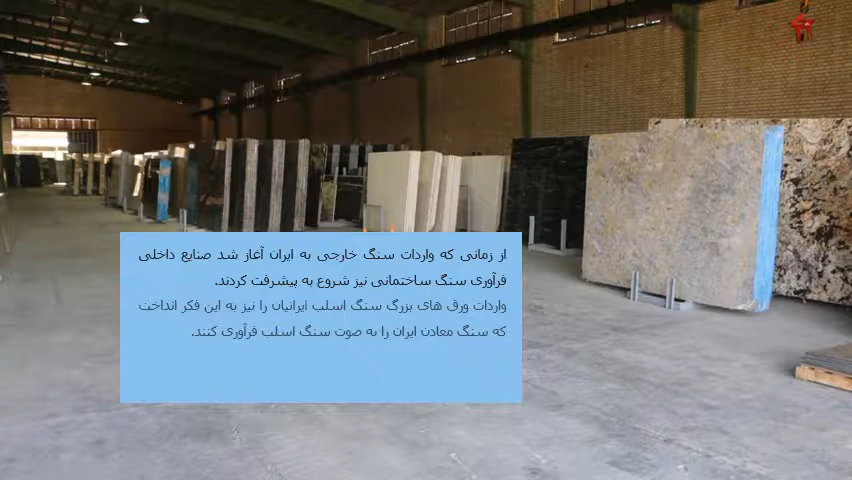 از زمانی که واردات سنگ خارجی به ایران آغاز شد صنایع داخلی
فرآوری سنگ ساختمانی نیز شروع به پیشرفت کردند.
واردات ورق های بزرگ سنگ اسلب ایرانیان را نیز به این فکر انداخت
که سنگ معادن ایران را به صوت سنگ اسلب فرآوری کنند.